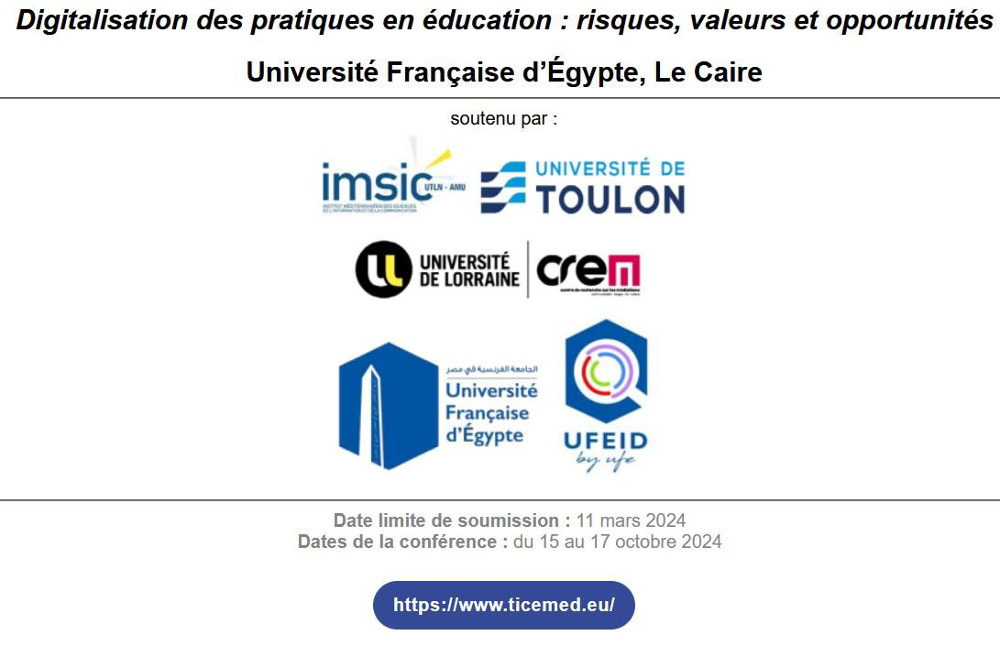 Digitalisation des pratiques en éducation : risques, valeurs et opportunités
Université Française d’Égypte, Le Caire
soutenu par :
imsic
UTLN - AMU
INSTITUT MÉDITERRANÉEN DES SCIENCES
DE L'INFORMATION ET DE LA COMMUNICATION
UNIVERSITÉ DE
TOULON
UNIVERSITÉ
DE LORRAINE
crem
centre de recherche sur les médiations
الجامعة الفرنسية في مصر
Université
Française
d’Égypte
UFEID
by ufe
Date limite de soumission : 11 mars 2024
Dates de la conférence : du 15 au 17 octobre 2024
https://www.ticemed.eu/